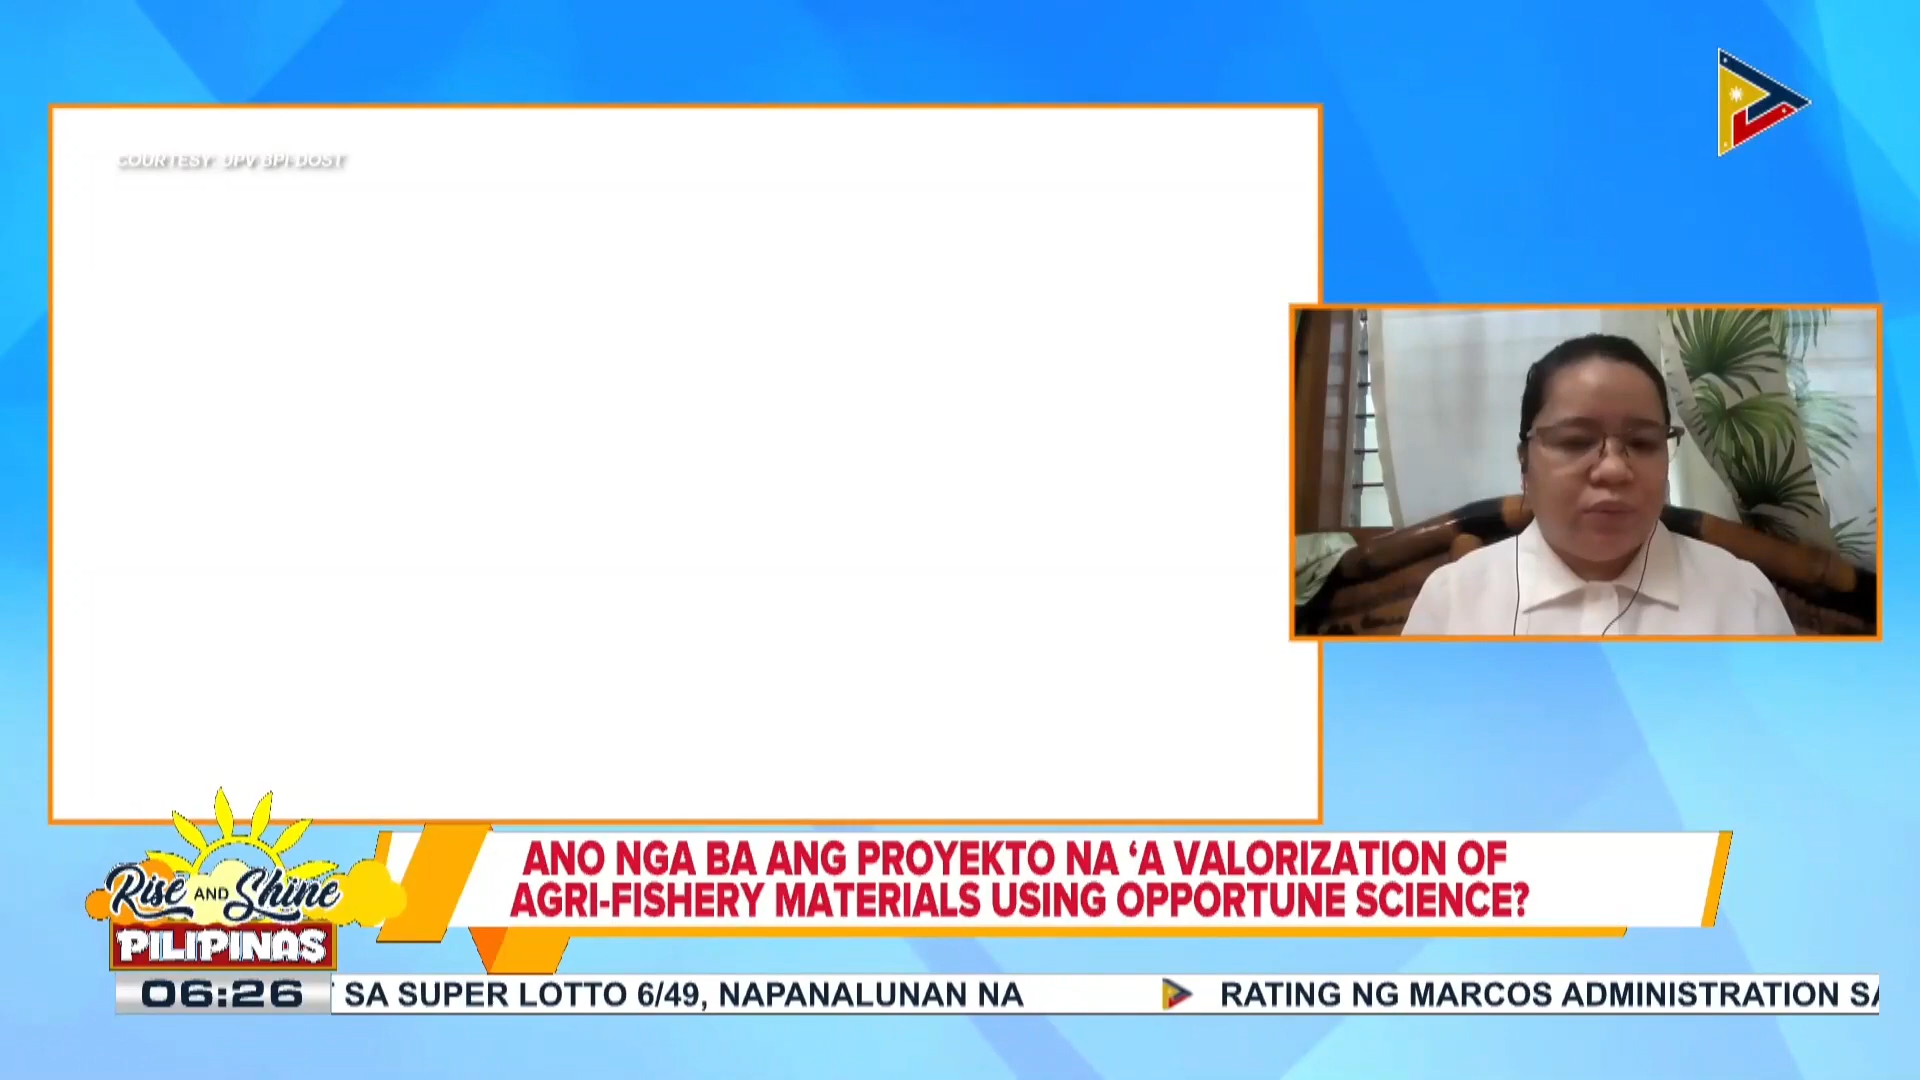 COURTESY: UPV BPI DOST
ANO NGA BA ANG PROYEKTO NA ‘A VALORIZATION OF
AGRI-FISHERY MATERIALS USING OPPORTUNE SCIENCE?
Rise AND Shine
PILIPINAS
06:26
SA SUPER LOTTO 6/49, NAPANALUNAN NA
RATING NG MARCOS ADMINISTRATION SA